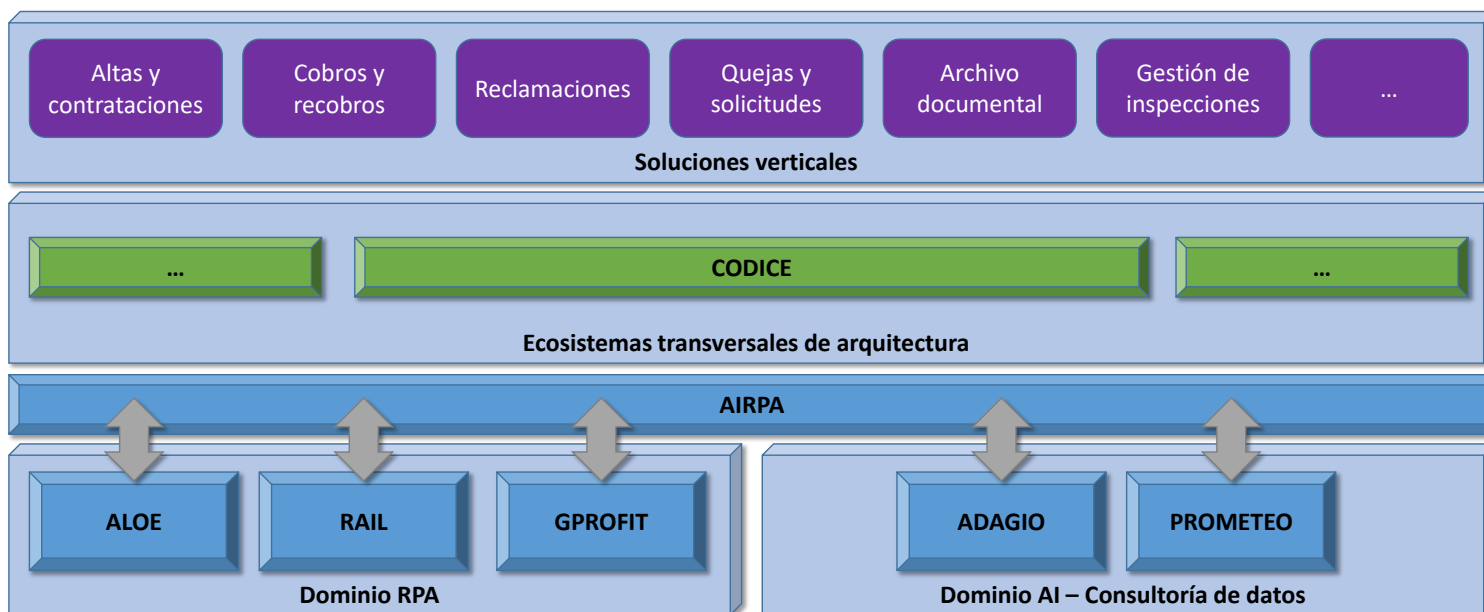 Altas y
contrataciones
Cobros y
recobros
Reclamaciones
Quejas y
solicitudes
Archivo
documental
Gestión de
inspecciones
…
Soluciones verticales
…
CODICE
…
Ecosistemas transversales de arquitectura
AIRPA
ALOE
RAIL
GPROFIT
ADAGIO
PROMETEO
Dominio RPA
Dominio AI – Consultoría de datos